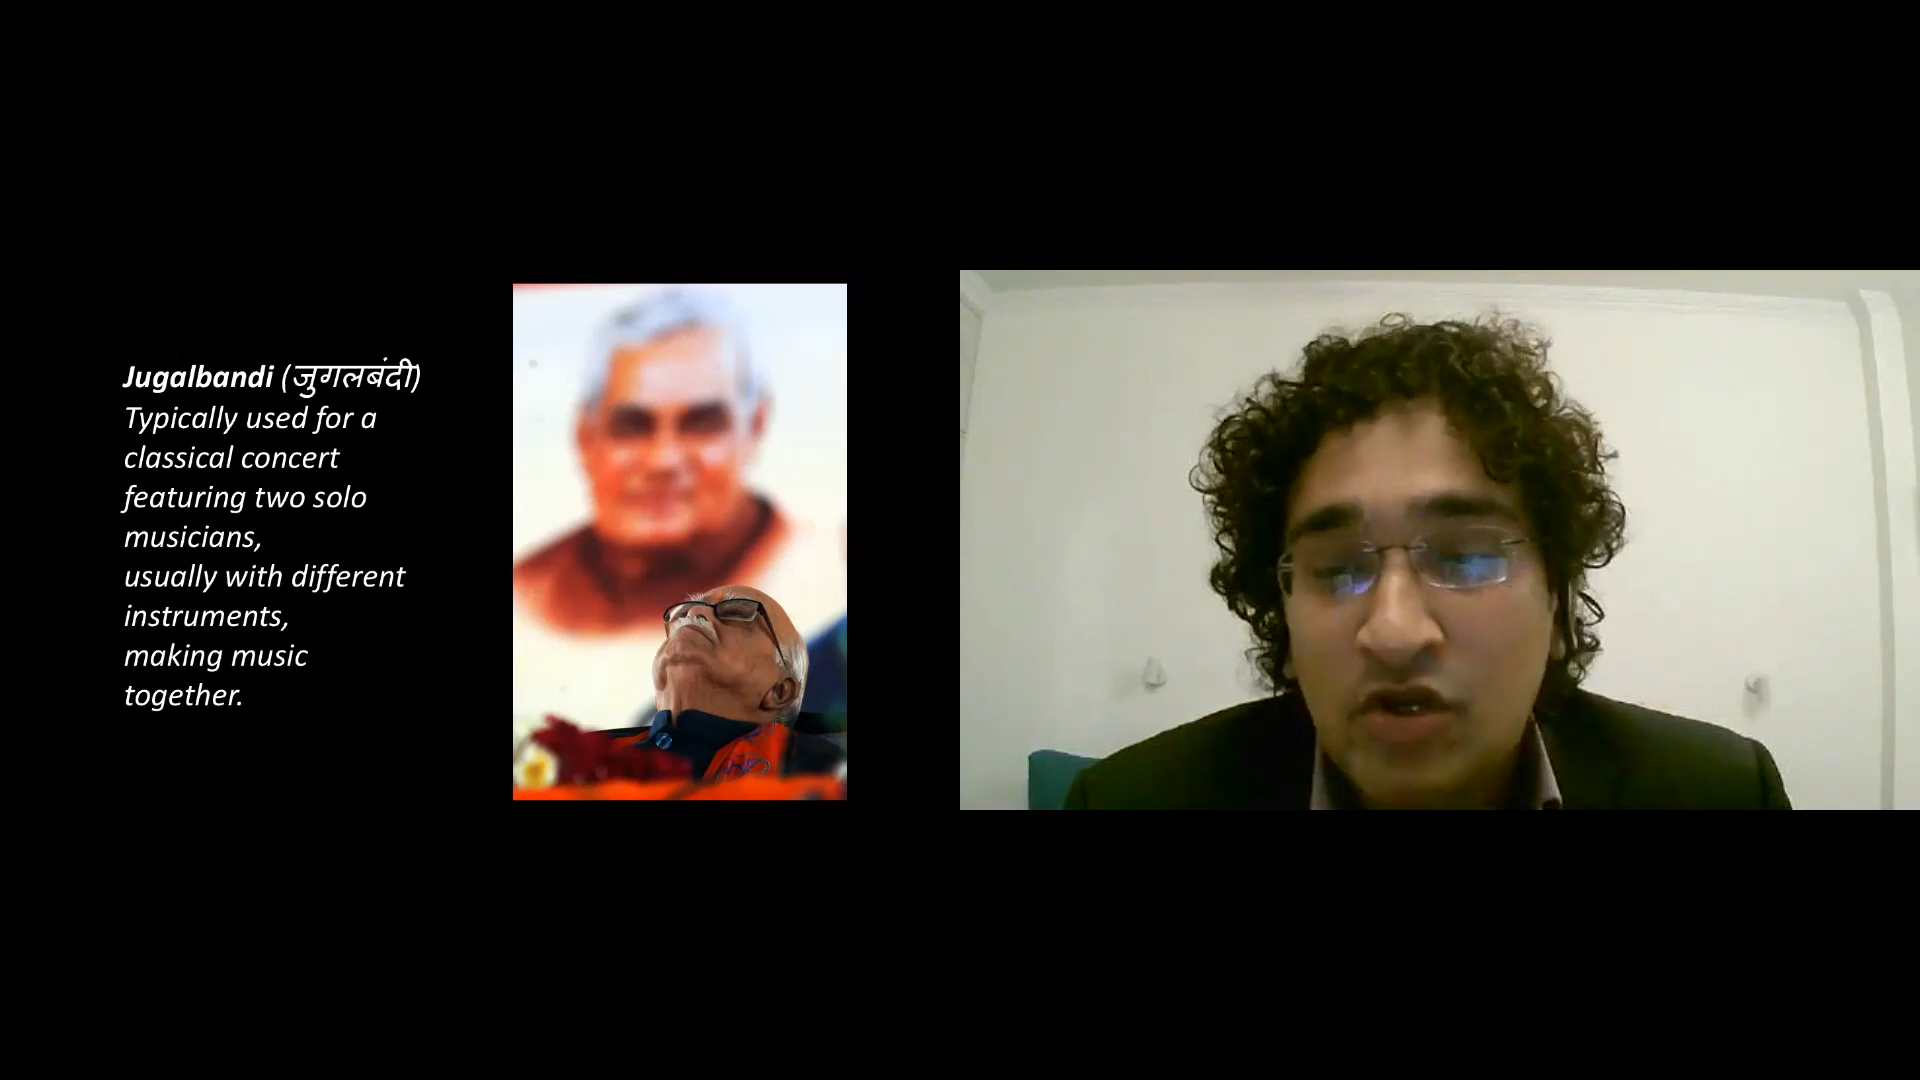 Jugalbandi (जुगलबंदी)
Typically used for a
classical concert
featuring two solo
musicians,
usually with different
instruments,
making music
together.